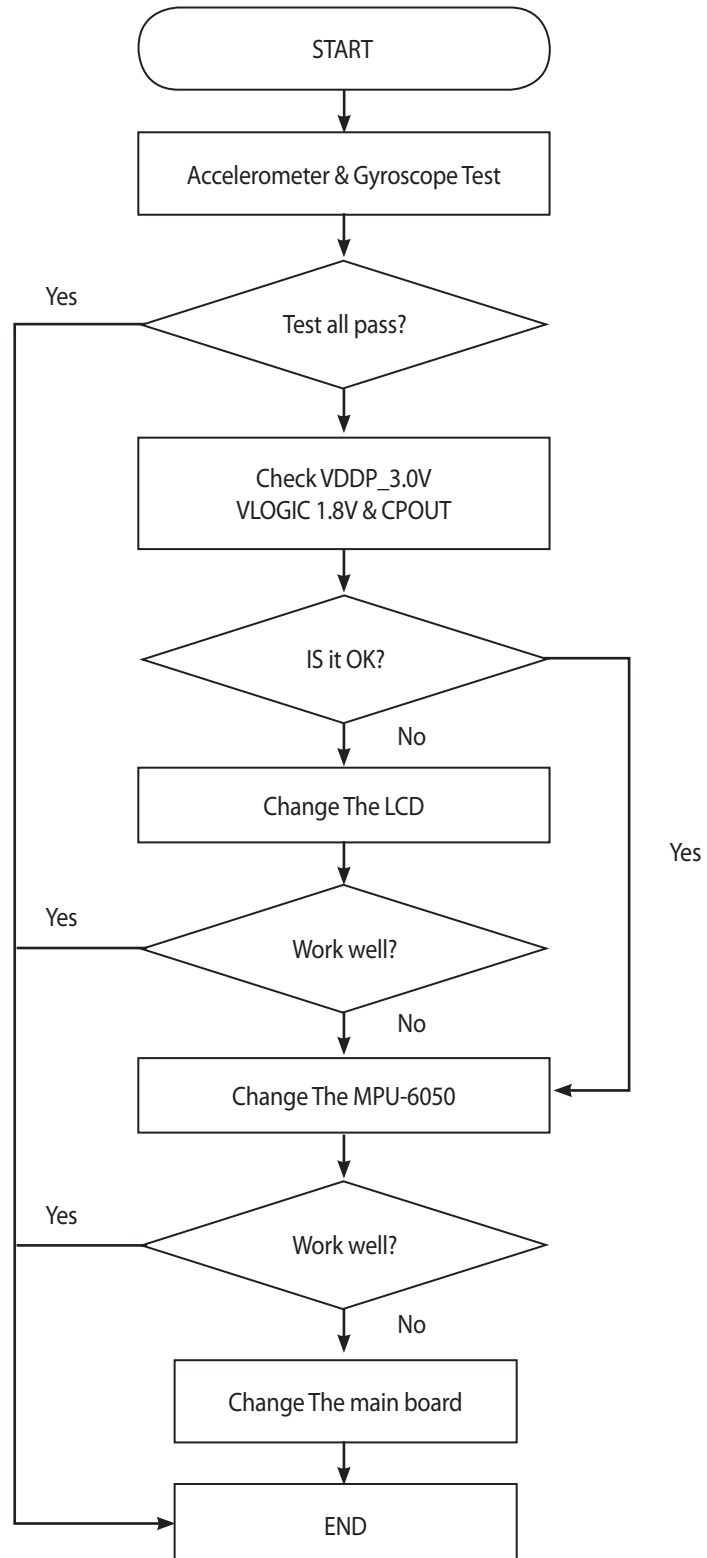 START
Accelerometer & Gyroscope Test
Yes
Test all pass?
Check VDDP_3.0V
VLOGIC 1.8V & CPOUT
IS it OK?
No
Change The LCD
Yes
Yes
Work well?
No
Change The MPU-6050
Yes
Work well?
No
Change The main board
END